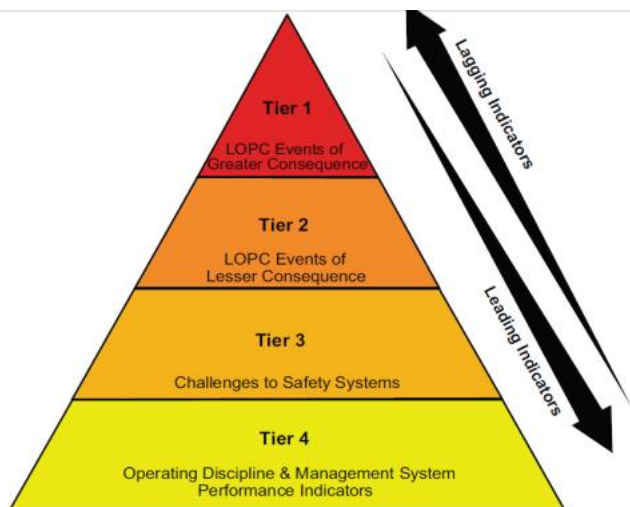 Tier 1
LOPC Events of
Greater Consequence
Tier 2
LOPC Events of
Lesser Consequence
Tier 3
Challenges to Safety Systems
Tier 4
Operating Discipline & Management System
Performance Indicators
Lagging Indicators
Leading Indicators